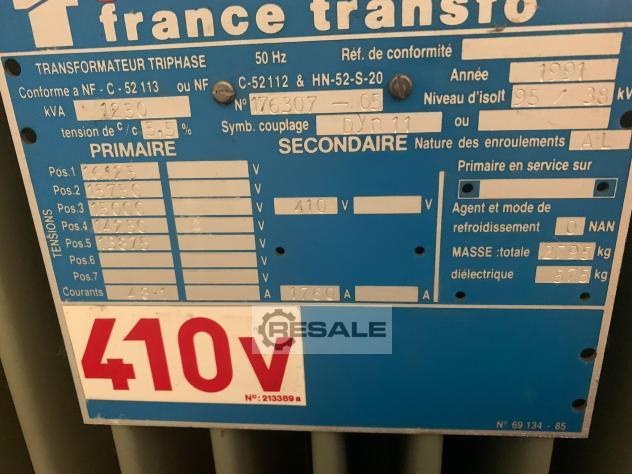 france transfo
TRANSFORMATEUR TRIPHASE 50 Hz Réf. de conformité
Conforme a NF - C - 52 113 ou NF C-52112 & HN-52-S-20 Année 1991
kVA 1250 N° 176307 -.05 Niveau d'isolt 95 / 38 kV
tension de c/c 5,5 % Symb. couplage Dyn 11 ou /
PRIMAIRE SECONDAIRE Nature des enroulements AL
TENSIONS
Pos.1 V
Pos.2 15750 V
Pos.3 15000 V 410 V V
Pos.4 14250 V
Pos.5 V
Pos.6 V
Pos.7 V
Courants A 1760 A A
Primaire en service sur
Agent et mode de
refroidissement O NAN
MASSE :totale 2795 kg
diélectrique 575 kg
RESALE
410V
N°: 213389 B
N° 69 134 - 85